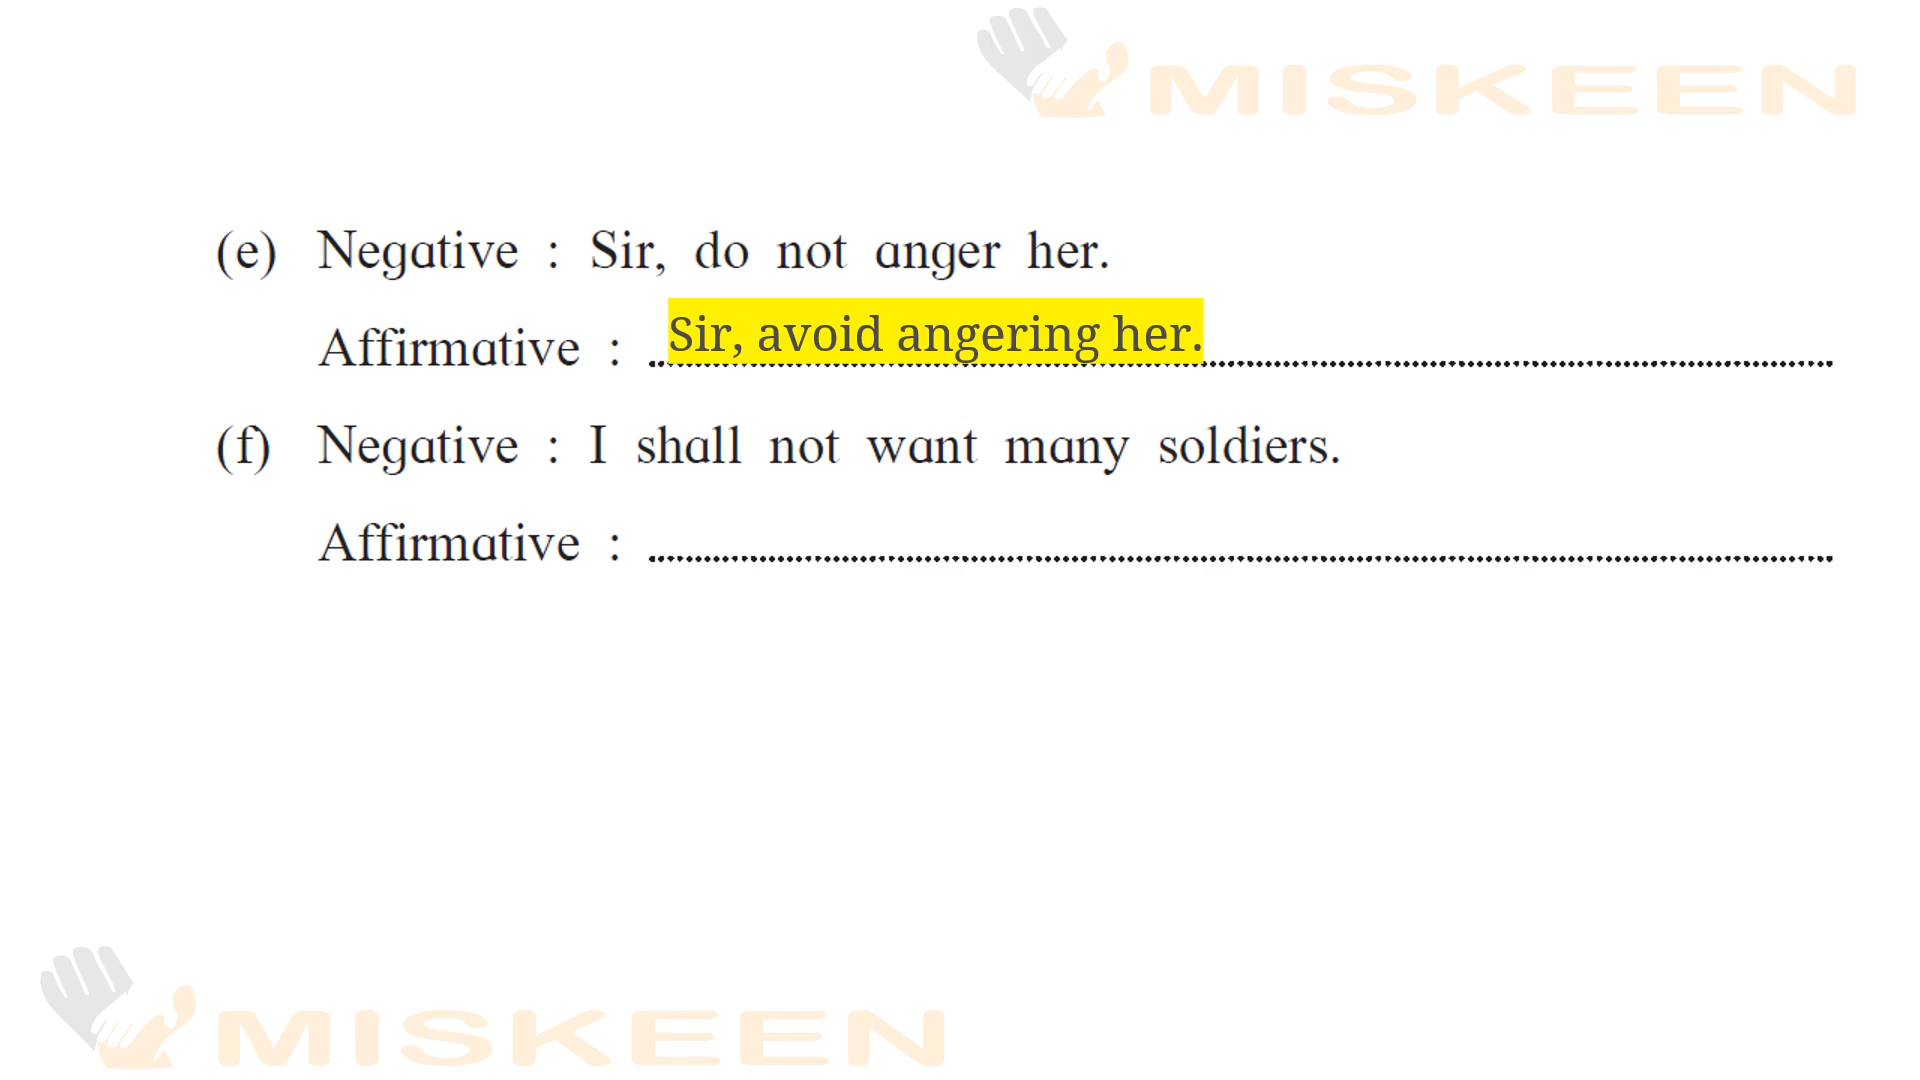 MISKEEN
(e) Negative : Sir, do not anger her.
Affirmative : Sir, avoid angering her.
(f) Negative : I shall not want many soldiers.
Affirmative :
MISKEEN